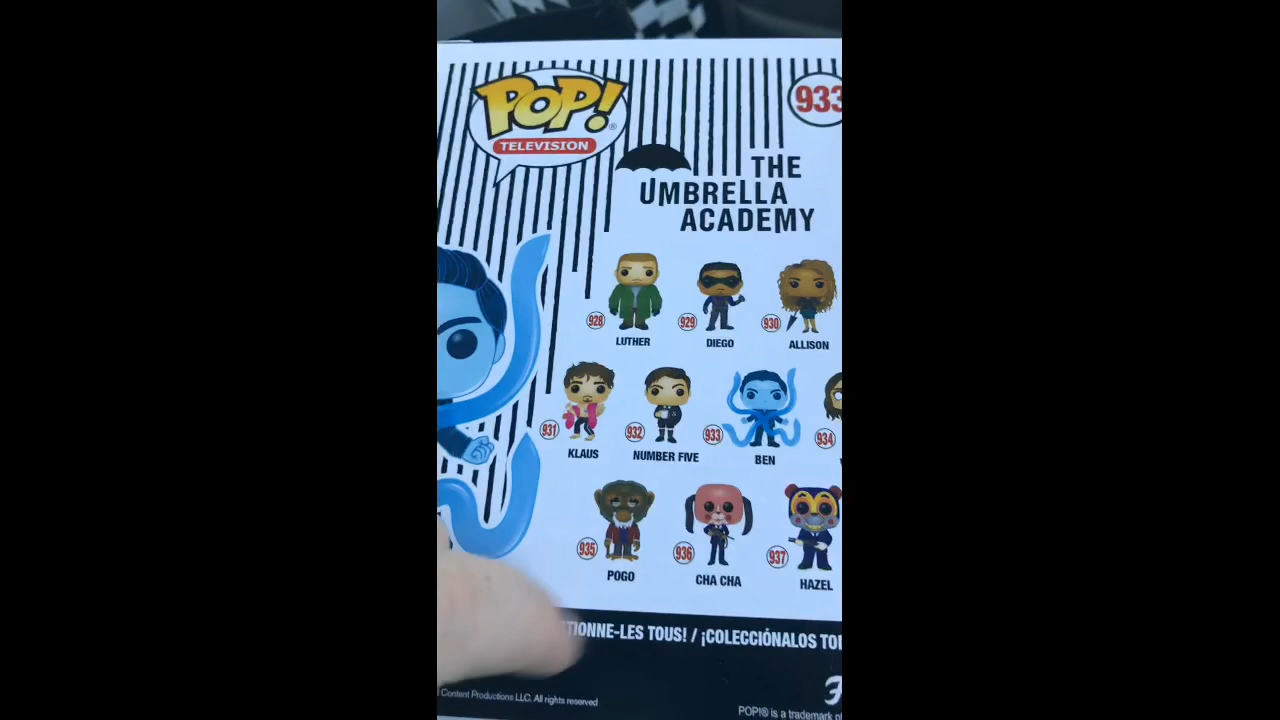 POP!®
TELEVISION
933
THE
UMBRELLA
ACADEMY
928
LUTHER
929
DIEGO
930
ALLISON
931
KLAUS
932
NUMBER FIVE
933
BEN
934
935
POGO
936
CHA CHA
937
HAZEL
TIONNE-LES TOUS! / ¡COLECCIÓNALOS TO
Content Productions LLC. All rights reserved
POP!® is a trademark